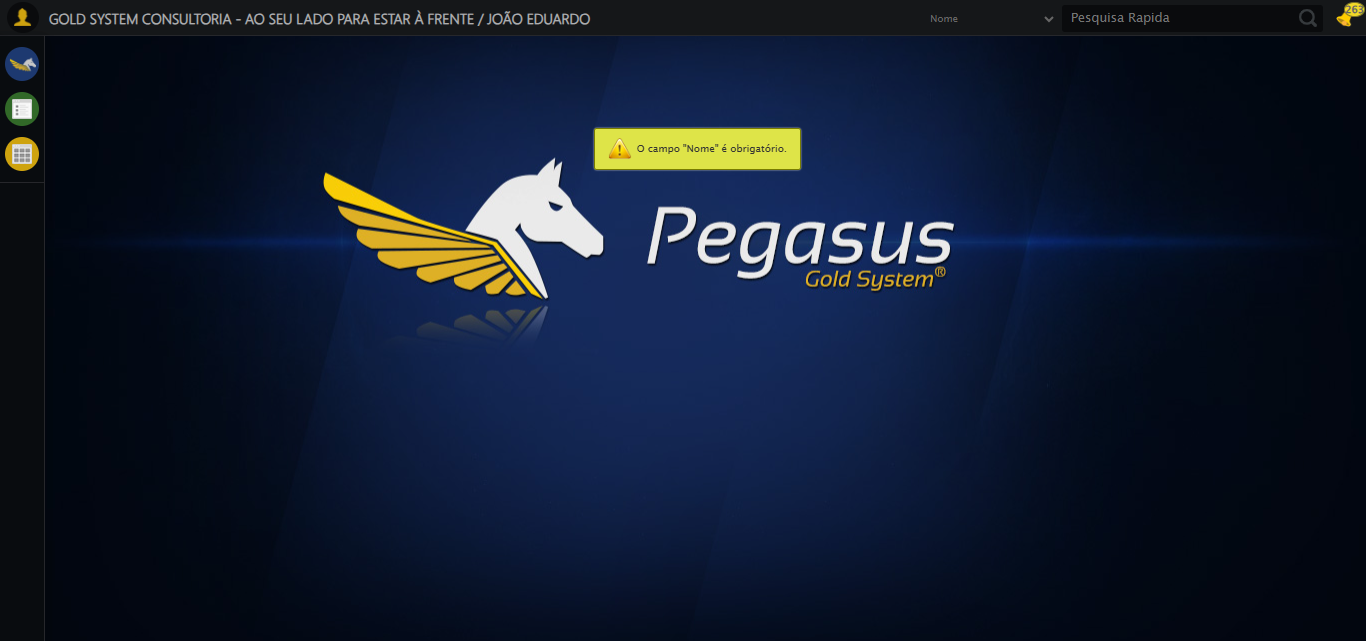 GOLD SYSTEM CONSULTORIA - AO SEU LADO PARA ESTAR À FRENTE / JOÃO EDUARDO
Nome
Pesquisa Rapida
263
O campo "Nome" é obrigatório.
Pegasus
Gold System®